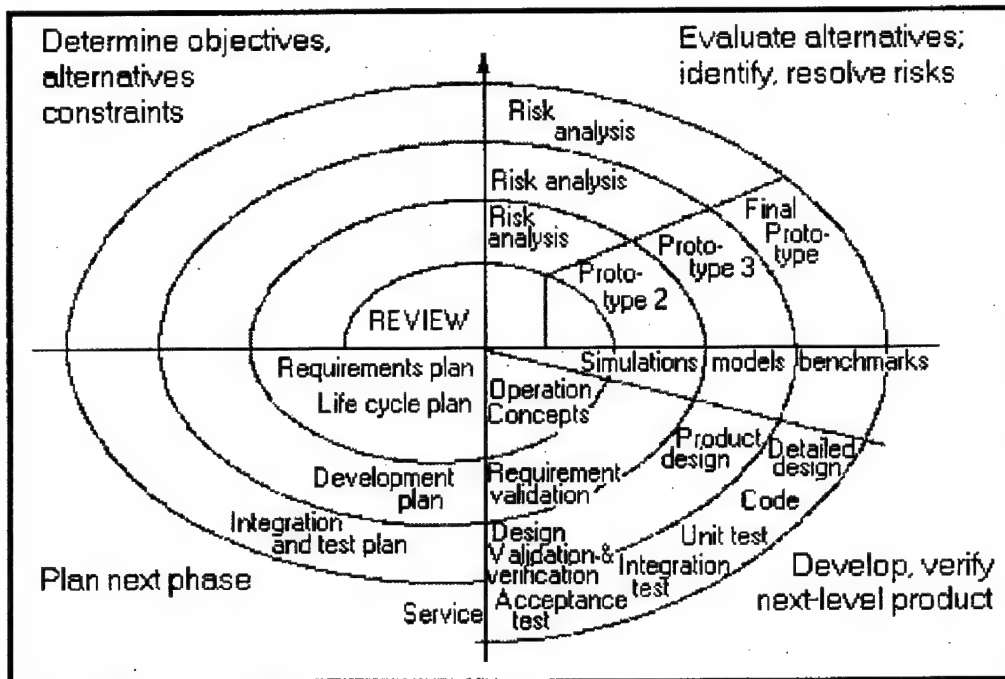 Determine objectives,
alternatives
constraints
Evaluate alternatives;
identify, resolve risks
Risk
analysis
Risk analysis
Risk
analysis
Final
Proto-
type
Proto-
type 3
Proto-
type 2
REVIEW
Simulations models benchmarks
Requirements plan
Life cycle plan
Operation
Concepts
Product
design
Detailed
design
Development
plan
Requirement
validation
Code
Integration
and test plan
Design
Validation-&
verification
Unit test
Integration
test
Plan next phase
Develop, verify
next-level product
Service
Acceptance
test